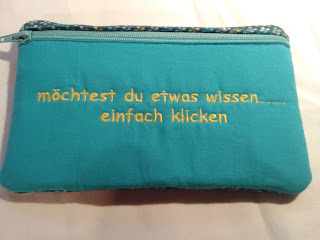 möchtest du etwas wissen......
einfach klicken